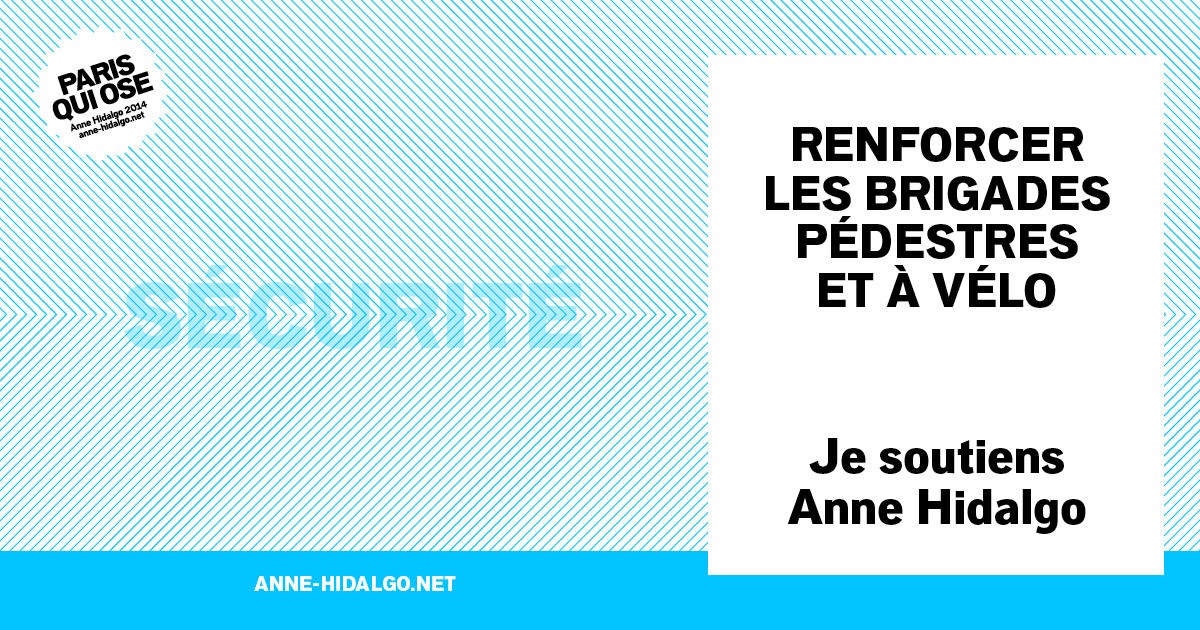 PARIS
QUI OSE
Anne Hidalgo 2014
anne-hidalgo.net
SÉCURITÉ
RENFORCER
LES BRIGADES
PÉDESTRES
ET À VÉLO
Je soutiens
Anne Hidalgo
ANNE-HIDALGO.NET